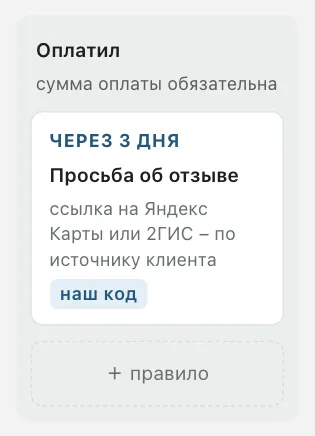 Оплатил
сумма оплаты обязательна
ЧЕРЕЗ 3 ДНЯ
Просьба об отзыве
ссылка на Яндекс
Карты или 2ГИС – по
источнику клиента
наш код
+ правило